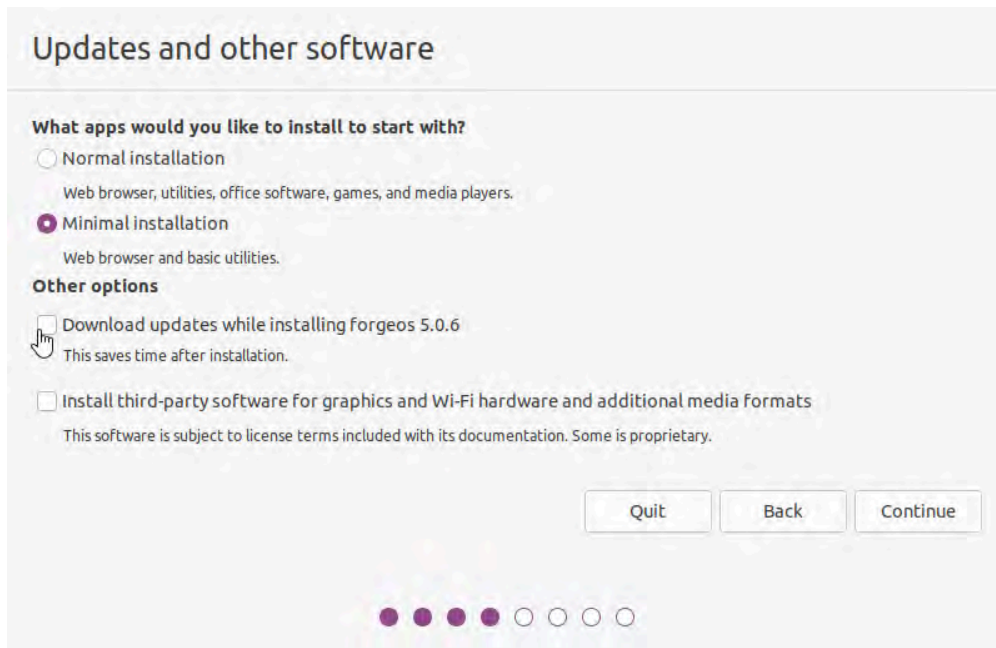 Updates and other software
What apps would you like to install to start with?
Normal installation
Web browser, utilities, office software, games, and media players.
Minimal installation
Web browser and basic utilities.
Other options
Download updates while installing forgeos 5.0.6
This saves time after installation.
Install third-party software for graphics and Wi-Fi hardware and additional media formats
This software is subject to license terms included with its documentation. Some is proprietary.
Quit Back Continue